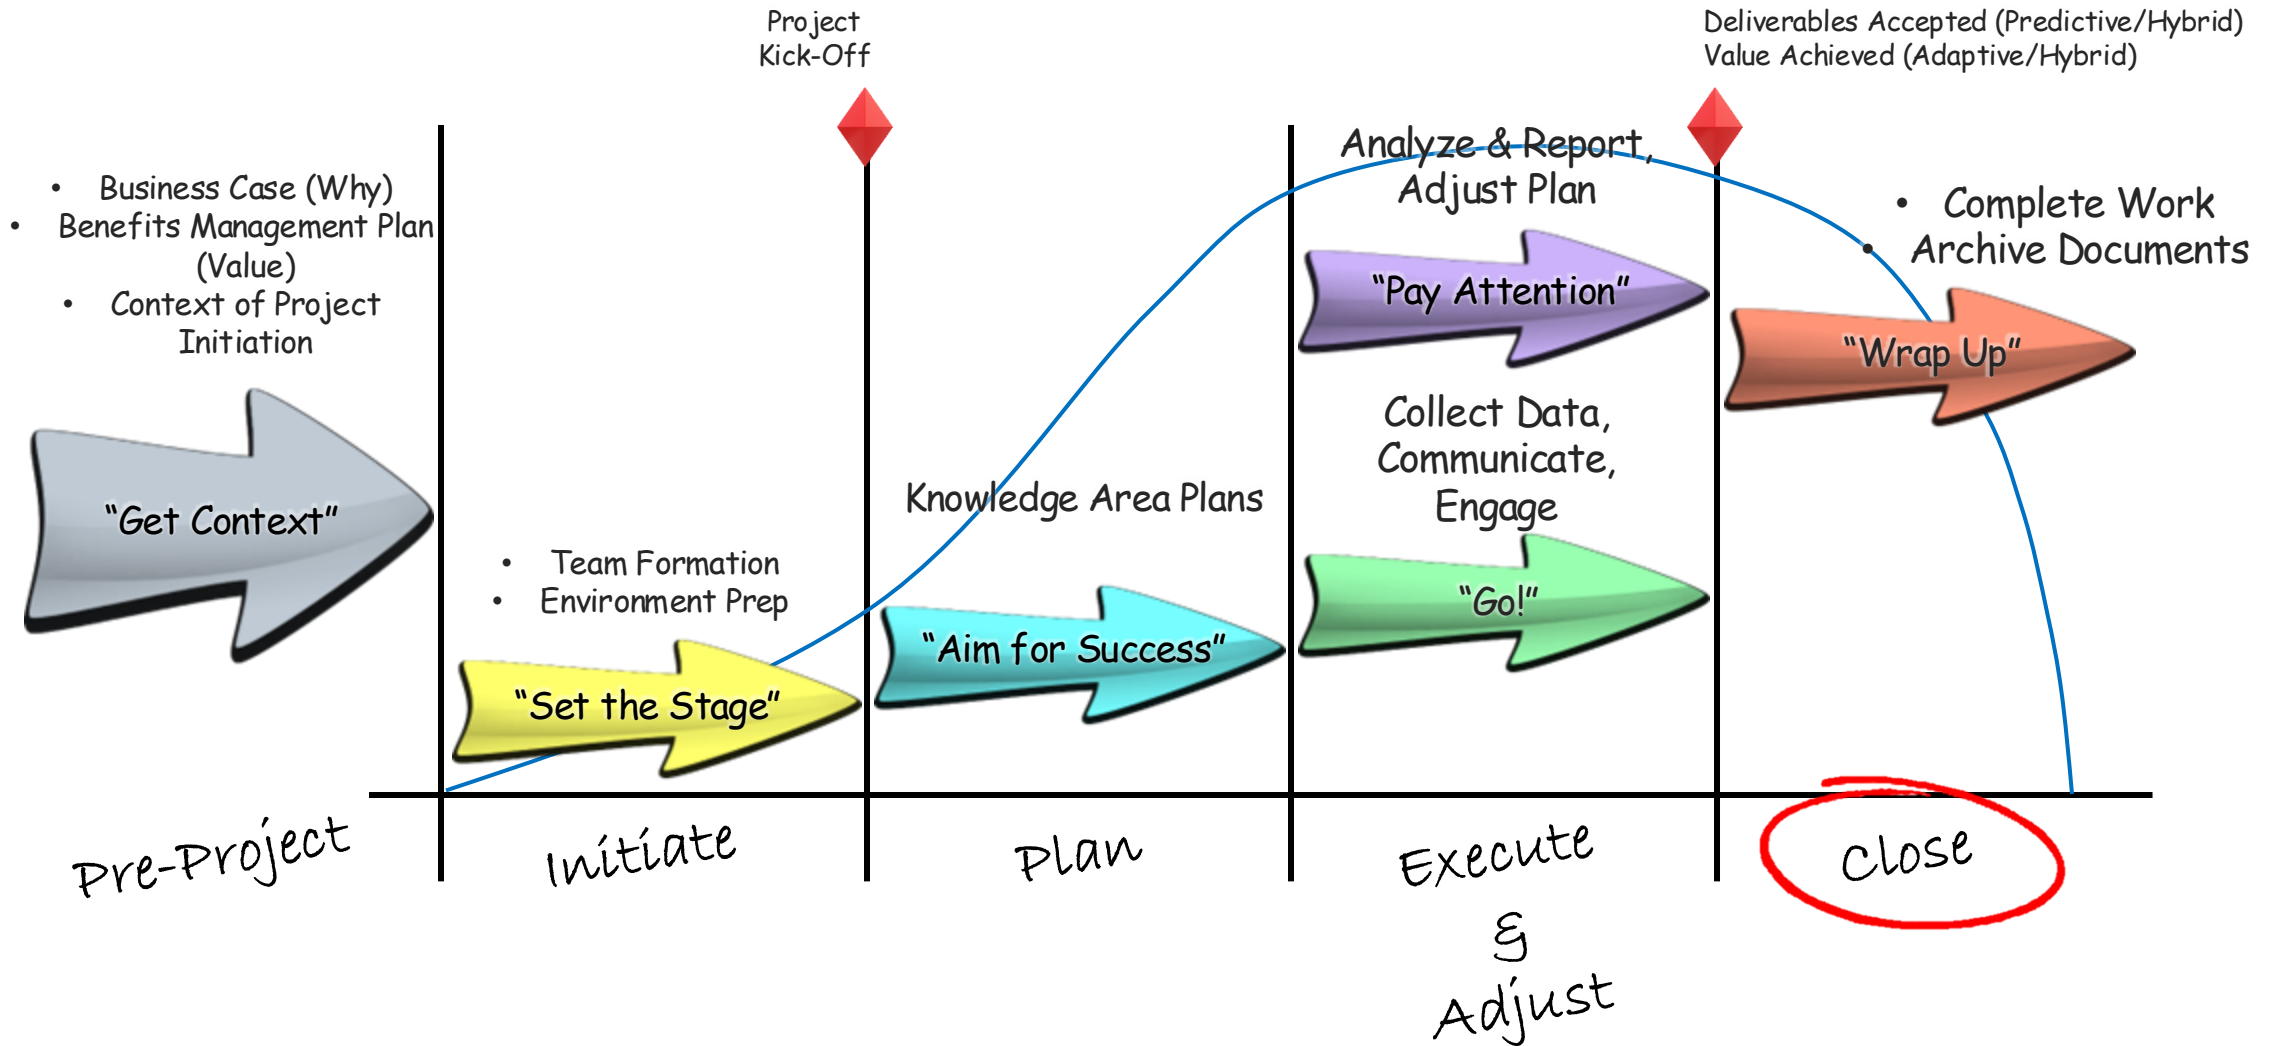 Project
Kick-Off
Deliverables Accepted (Predictive/Hybrid)
Value Achieved (Adaptive/Hybrid)
• Business Case (Why)
• Benefits Management Plan
(Value)
• Context of Project
Initiation
"Get Context"
• Team Formation
• Environment Prep
"Set the Stage"
Knowledge Area Plans
"Aim for Success"
Analyze & Report,
Adjust Plan
"Pay Attention"
Collect Data,
Communicate,
Engage
"Go!"
• Complete Work
• Archive Documents
"Wrap Up"
Pre-Project
Initiate
Plan
Execute
&
Adjust
Close